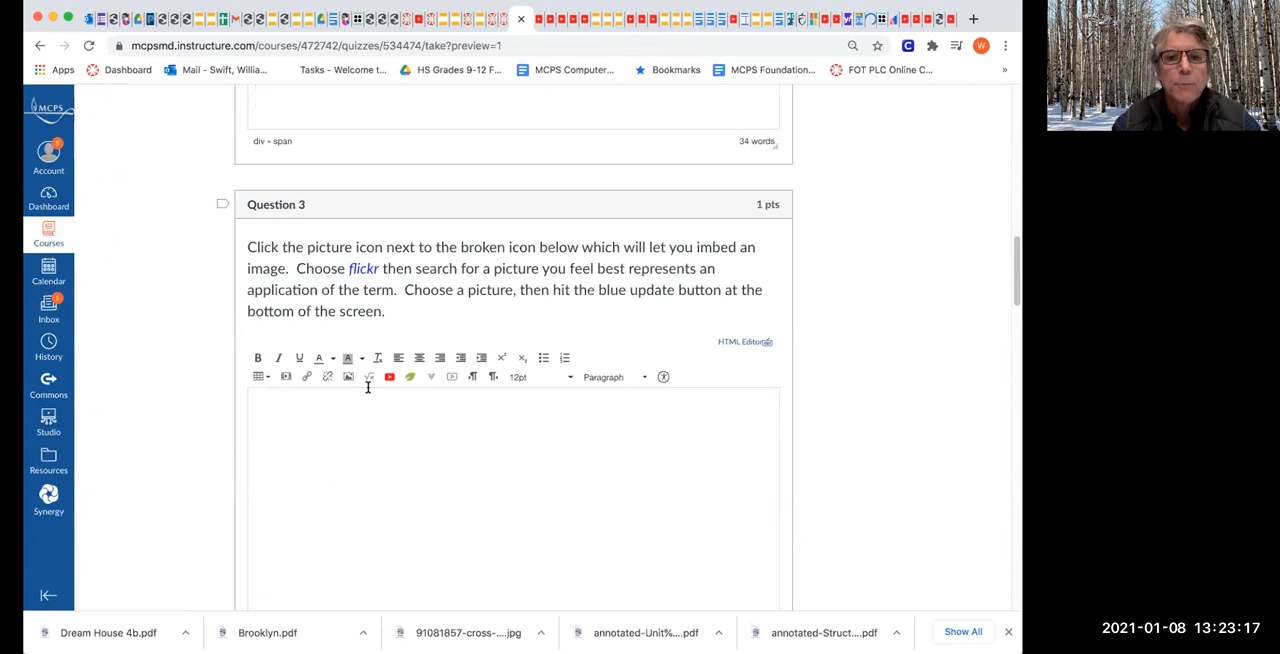 mcpsmd.instructure.com/courses/472742/quizzes/534474/take?preview=1
W
Apps
Dashboard
Mail - Swift, Willia...
Tasks - Welcome t...
HS Grades 9-12 F...
MCPS Computer...
Bookmarks
MCPS Foundation...
FOT PLC Online C...
»
MCPS
8
Account
Dashboard
Courses
Calendar
1
Inbox
History
Commons
Studio
Resources
Synergy
div » span
34 words
Question 3
1 pts
Click the picture icon next to the broken icon below which will let you imbed an
image. Choose flickr then search for a picture you feel best represents an
application of the term. Choose a picture, then hit the blue update button at the
bottom of the screen.
HTML Editor
B I U A A
12pt
Paragraph
Dream House 4b.pdf
Brooklyn.pdf
91081857-cross-....jpg
annotated-Unit%....pdf
annotated-Struct....pdf
Show All
2021-01-08 13:23:17